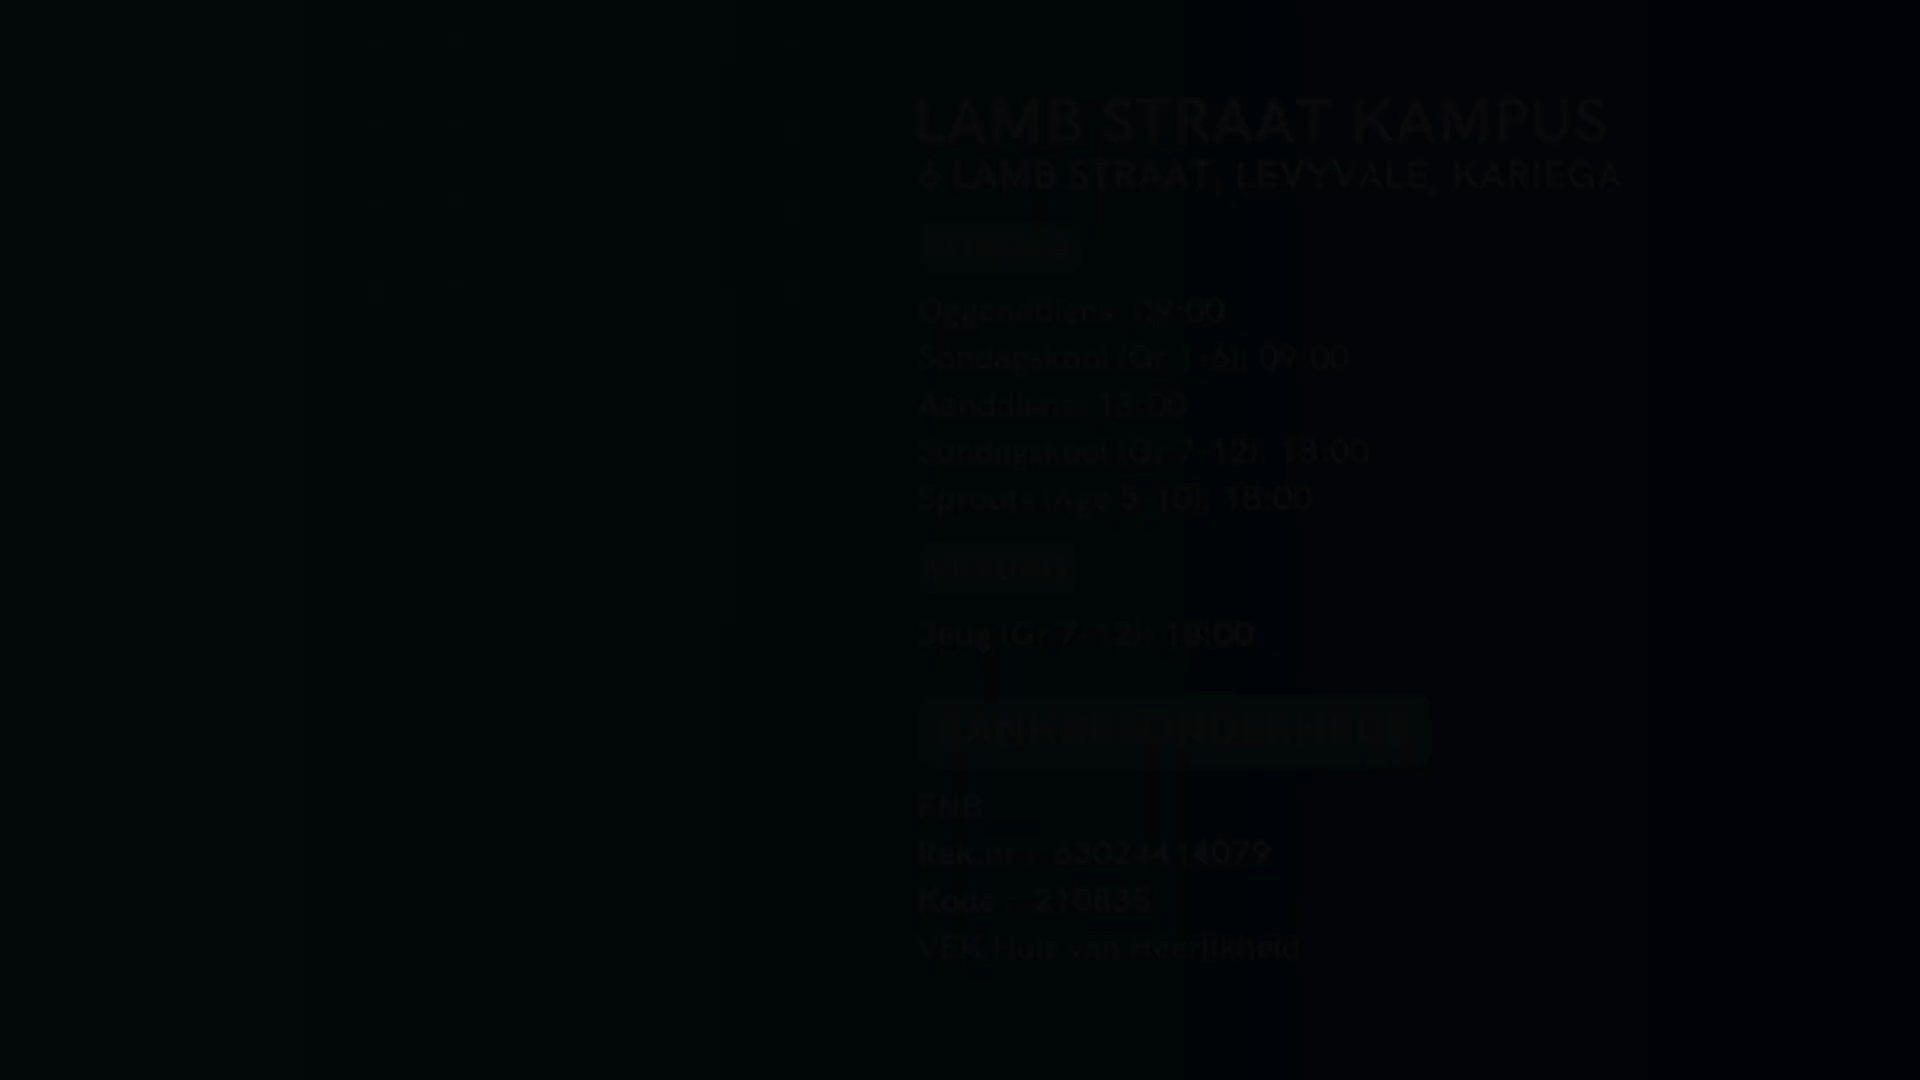 LAMB STRAAT KAMPUS
6 LAMB STRAAT, LEVYVALE, KARIEGA
Oggenddiens: 09:00
Sondagskool (Gr 1-6): 09:00
Aanddiens: 18:00
Sondagskool (Gr 7-12): 18:00
Sprouts (Age 5-10): 18:00
Jeug (Gr 7-12): 18:00
BANKBESONDERHEDE
FNB
Rek.nr : 63024414079
Kode : 210835
VEK Huis van Heerlikheid